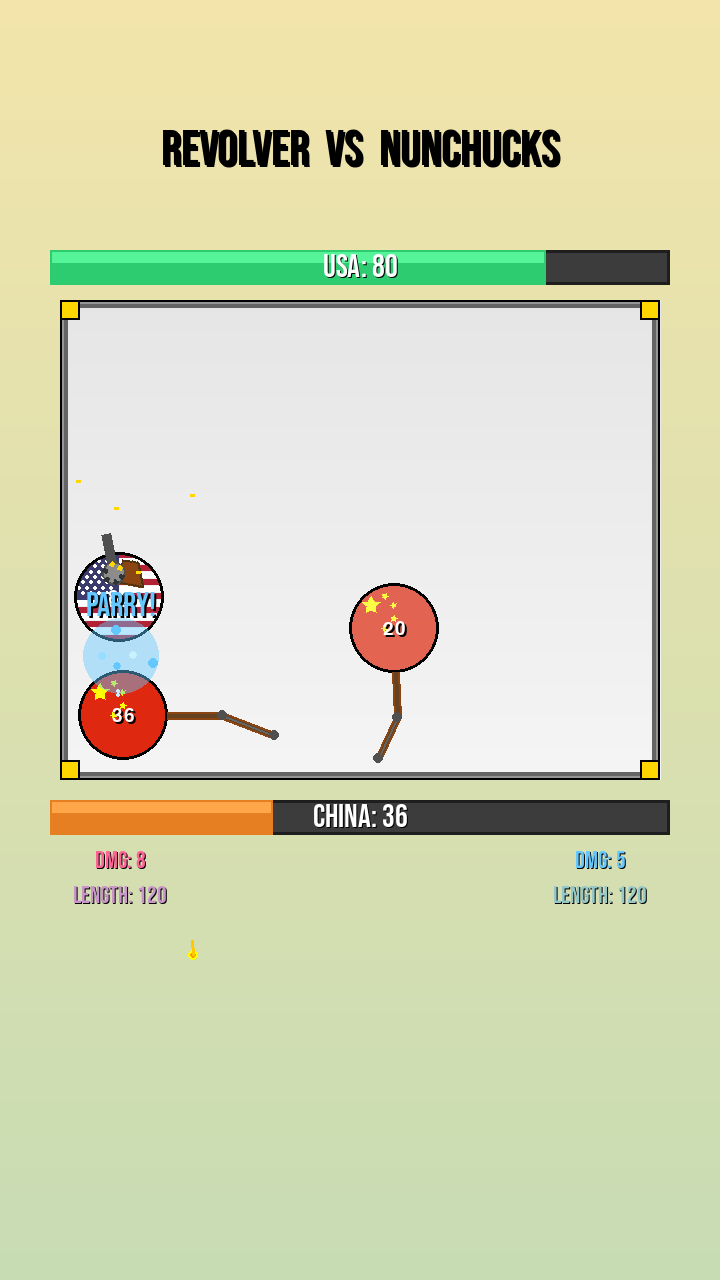 REVOLVER VS NUNCHUCKS
USA: 80
PARRY!
20
36
CHINA: 36
DMG: 8
DMG: 5
LENGTH: 120
LENGTH: 120